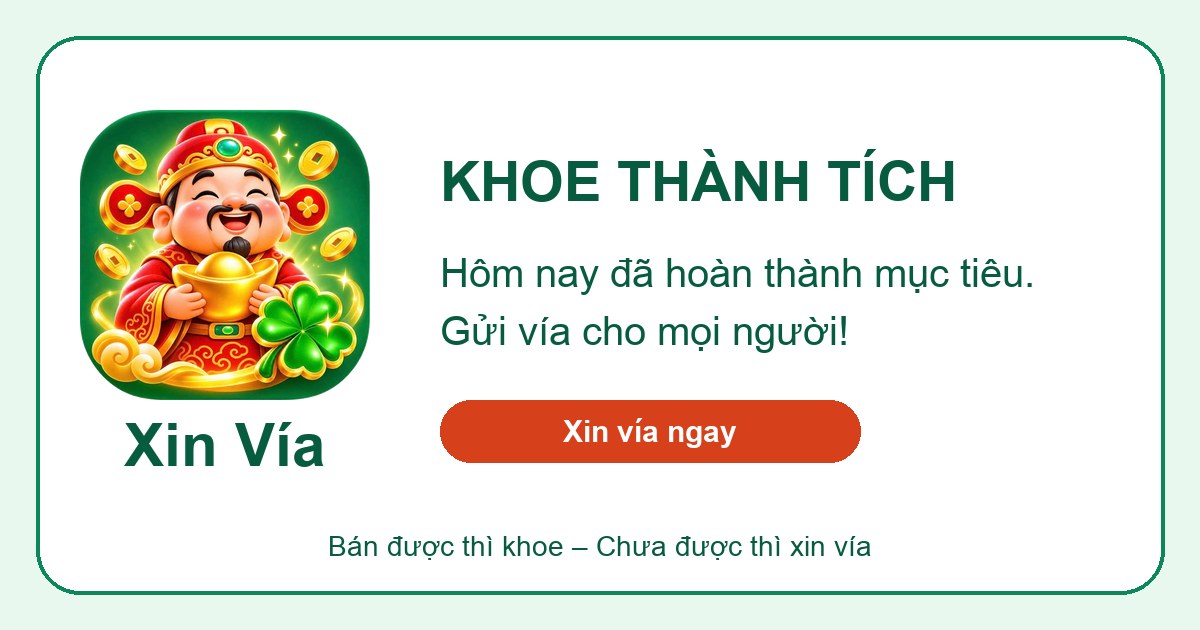 KHOE THÀNH TÍCH
Hôm nay đã hoàn thành mục tiêu.
Gửi vía cho mọi người!
Xin vía ngay
Xin Vía
Bán được thì khoe – Chưa được thì xin vía